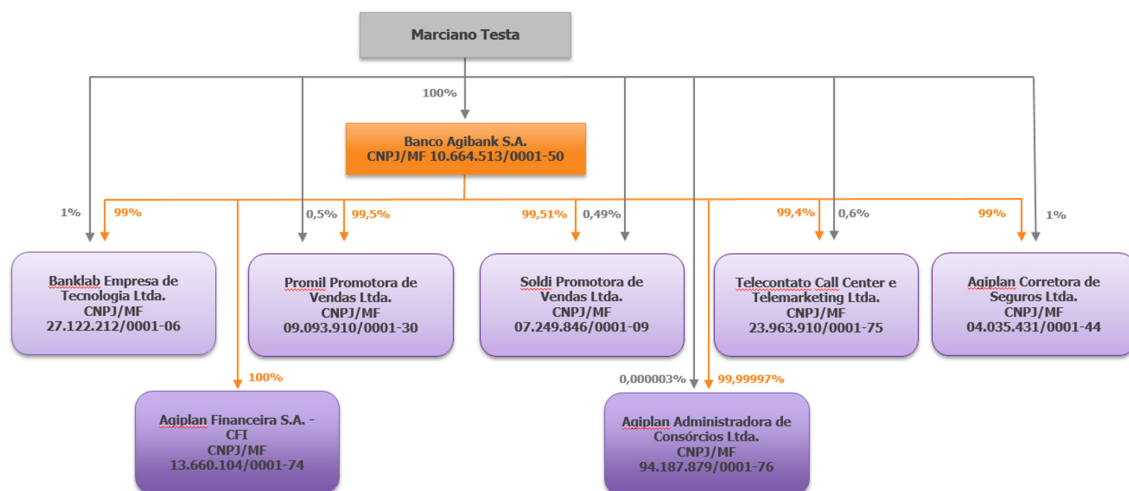 Marciano Testa
100%
Banco Agibank S.A.
CNPJ/MF 10.664.513/0001-50
1%
99%
0,5%
99,5%
99,51%
0,49%
99,4%
0,6%
99%
1%
Banklab Empresa de
Tecnologia Ltda.
CNPJ/MF
27.122.212/0001-06
Promil Promotora de
Vendas Ltda.
CNPJ/MF
09.093.910/0001-30
Soldi Promotora de
Vendas Ltda.
CNPJ/MF
07.249.846/0001-09
Telecontato Call Center e
Telemarketing Ltda.
CNPJ/MF
23.963.910/0001-75
Agiplan Corretora de
Seguros Ltda.
CNPJ/MF
04.035.431/0001-44
100%
0,000003%
99,99997%
Agiplan Financeira S.A. -
CFI
CNPJ/MF
13.660.104/0001-74
Agiplan Administradora de
Consórcios Ltda.
CNPJ/MF
94.187.879/0001-76